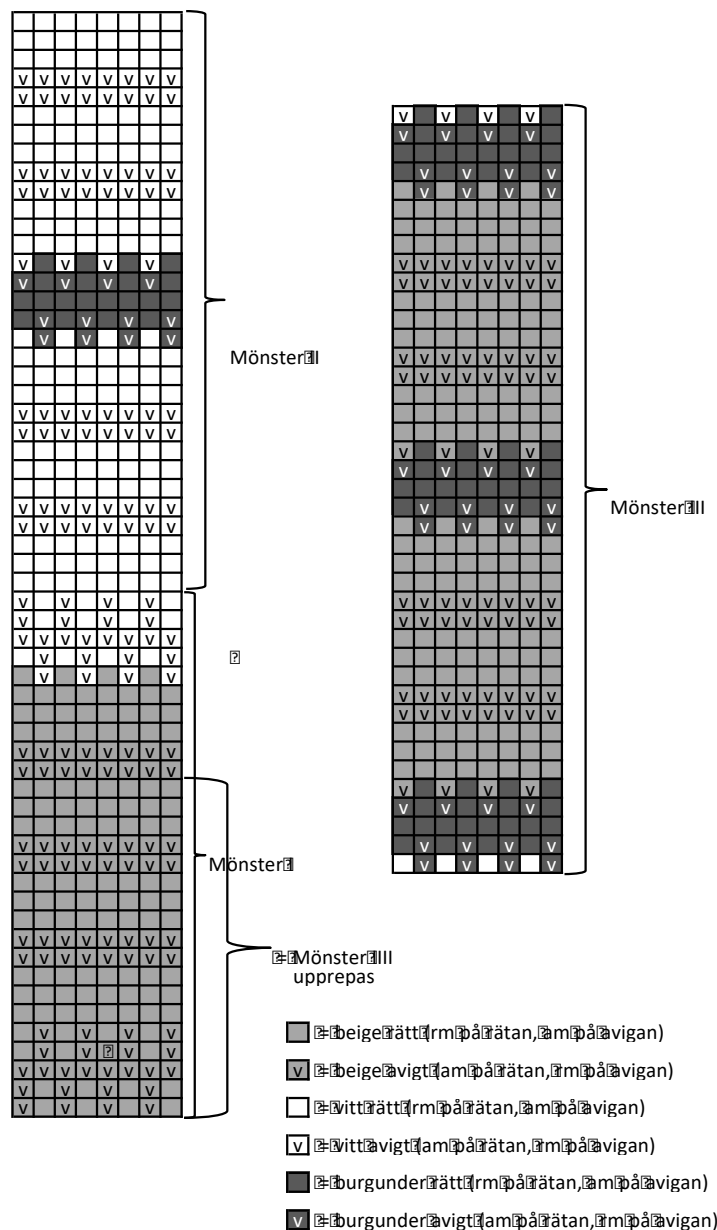 Mönster II
Mönster III
Mönster I
= Mönster III
upprepas
= beige rätt (rm på rätan, am på avigan)
v = beige avigt (am på rätan, rm på avigan)
= vitt rätt (rm på rätan, am på avigan)
v = vitt avigt (am på rätan, rm på avigan)
= burgunder rätt (rm på rätan, am på avigan)
v = burgunder avigt (am på rätan, rm på avigan)